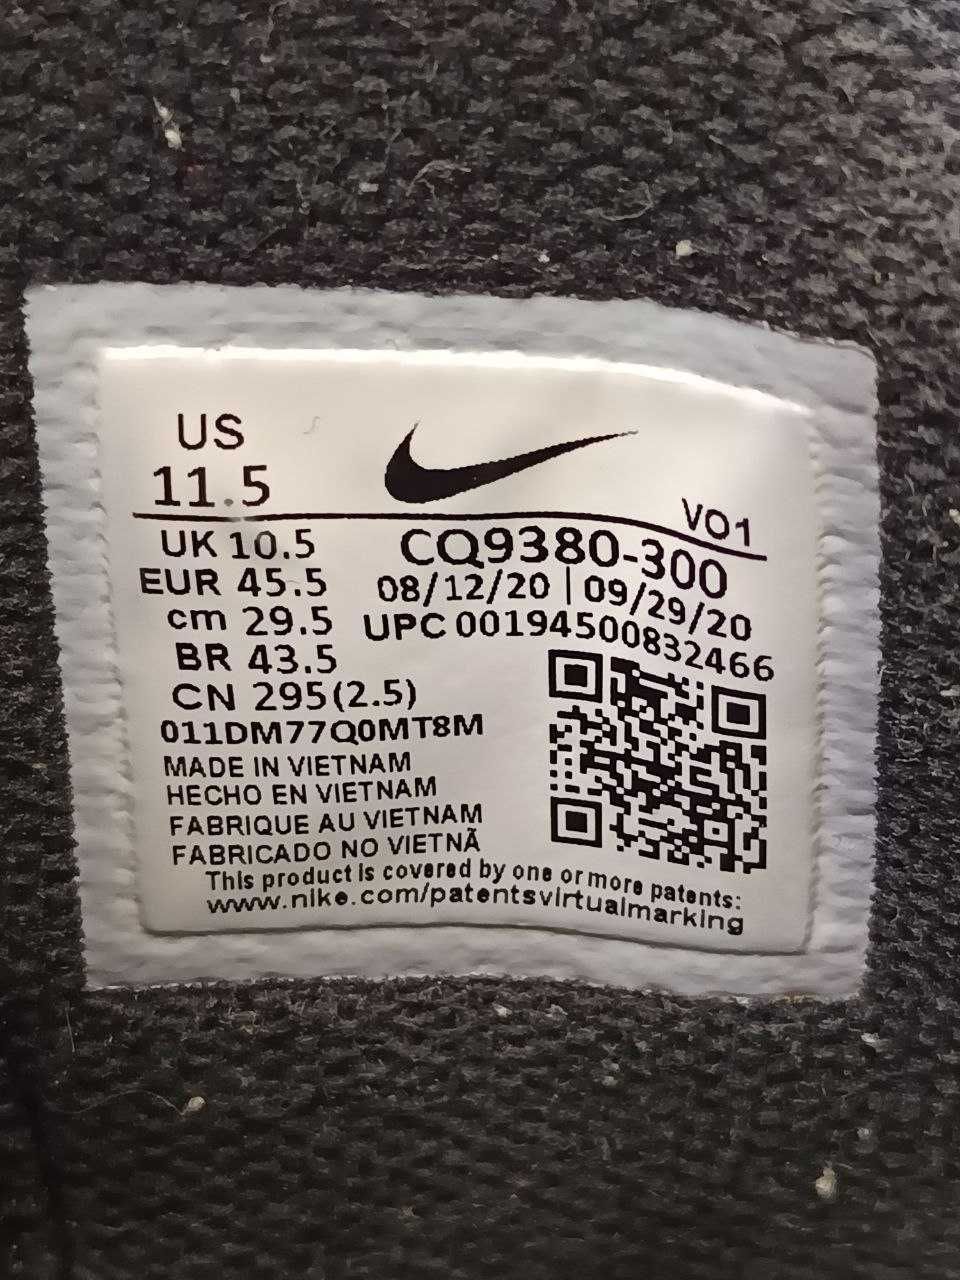 US
11.5
VO1
UK 10.5
CQ9380-300
EUR 45.5
08/12/20 | 09/29/20
cm 29.5
UPC 00194500832466
BR 43.5
CN 295(2.5)
011DM77Q0MT8M
MADE IN VIETNAM
HECHO EN VIETNAM
FABRIQUE AU VIETNAM
FABRICADO NO VIETNÃ
This product is covered by one or more patents:
www.nike.com/patentsvirtualmarking